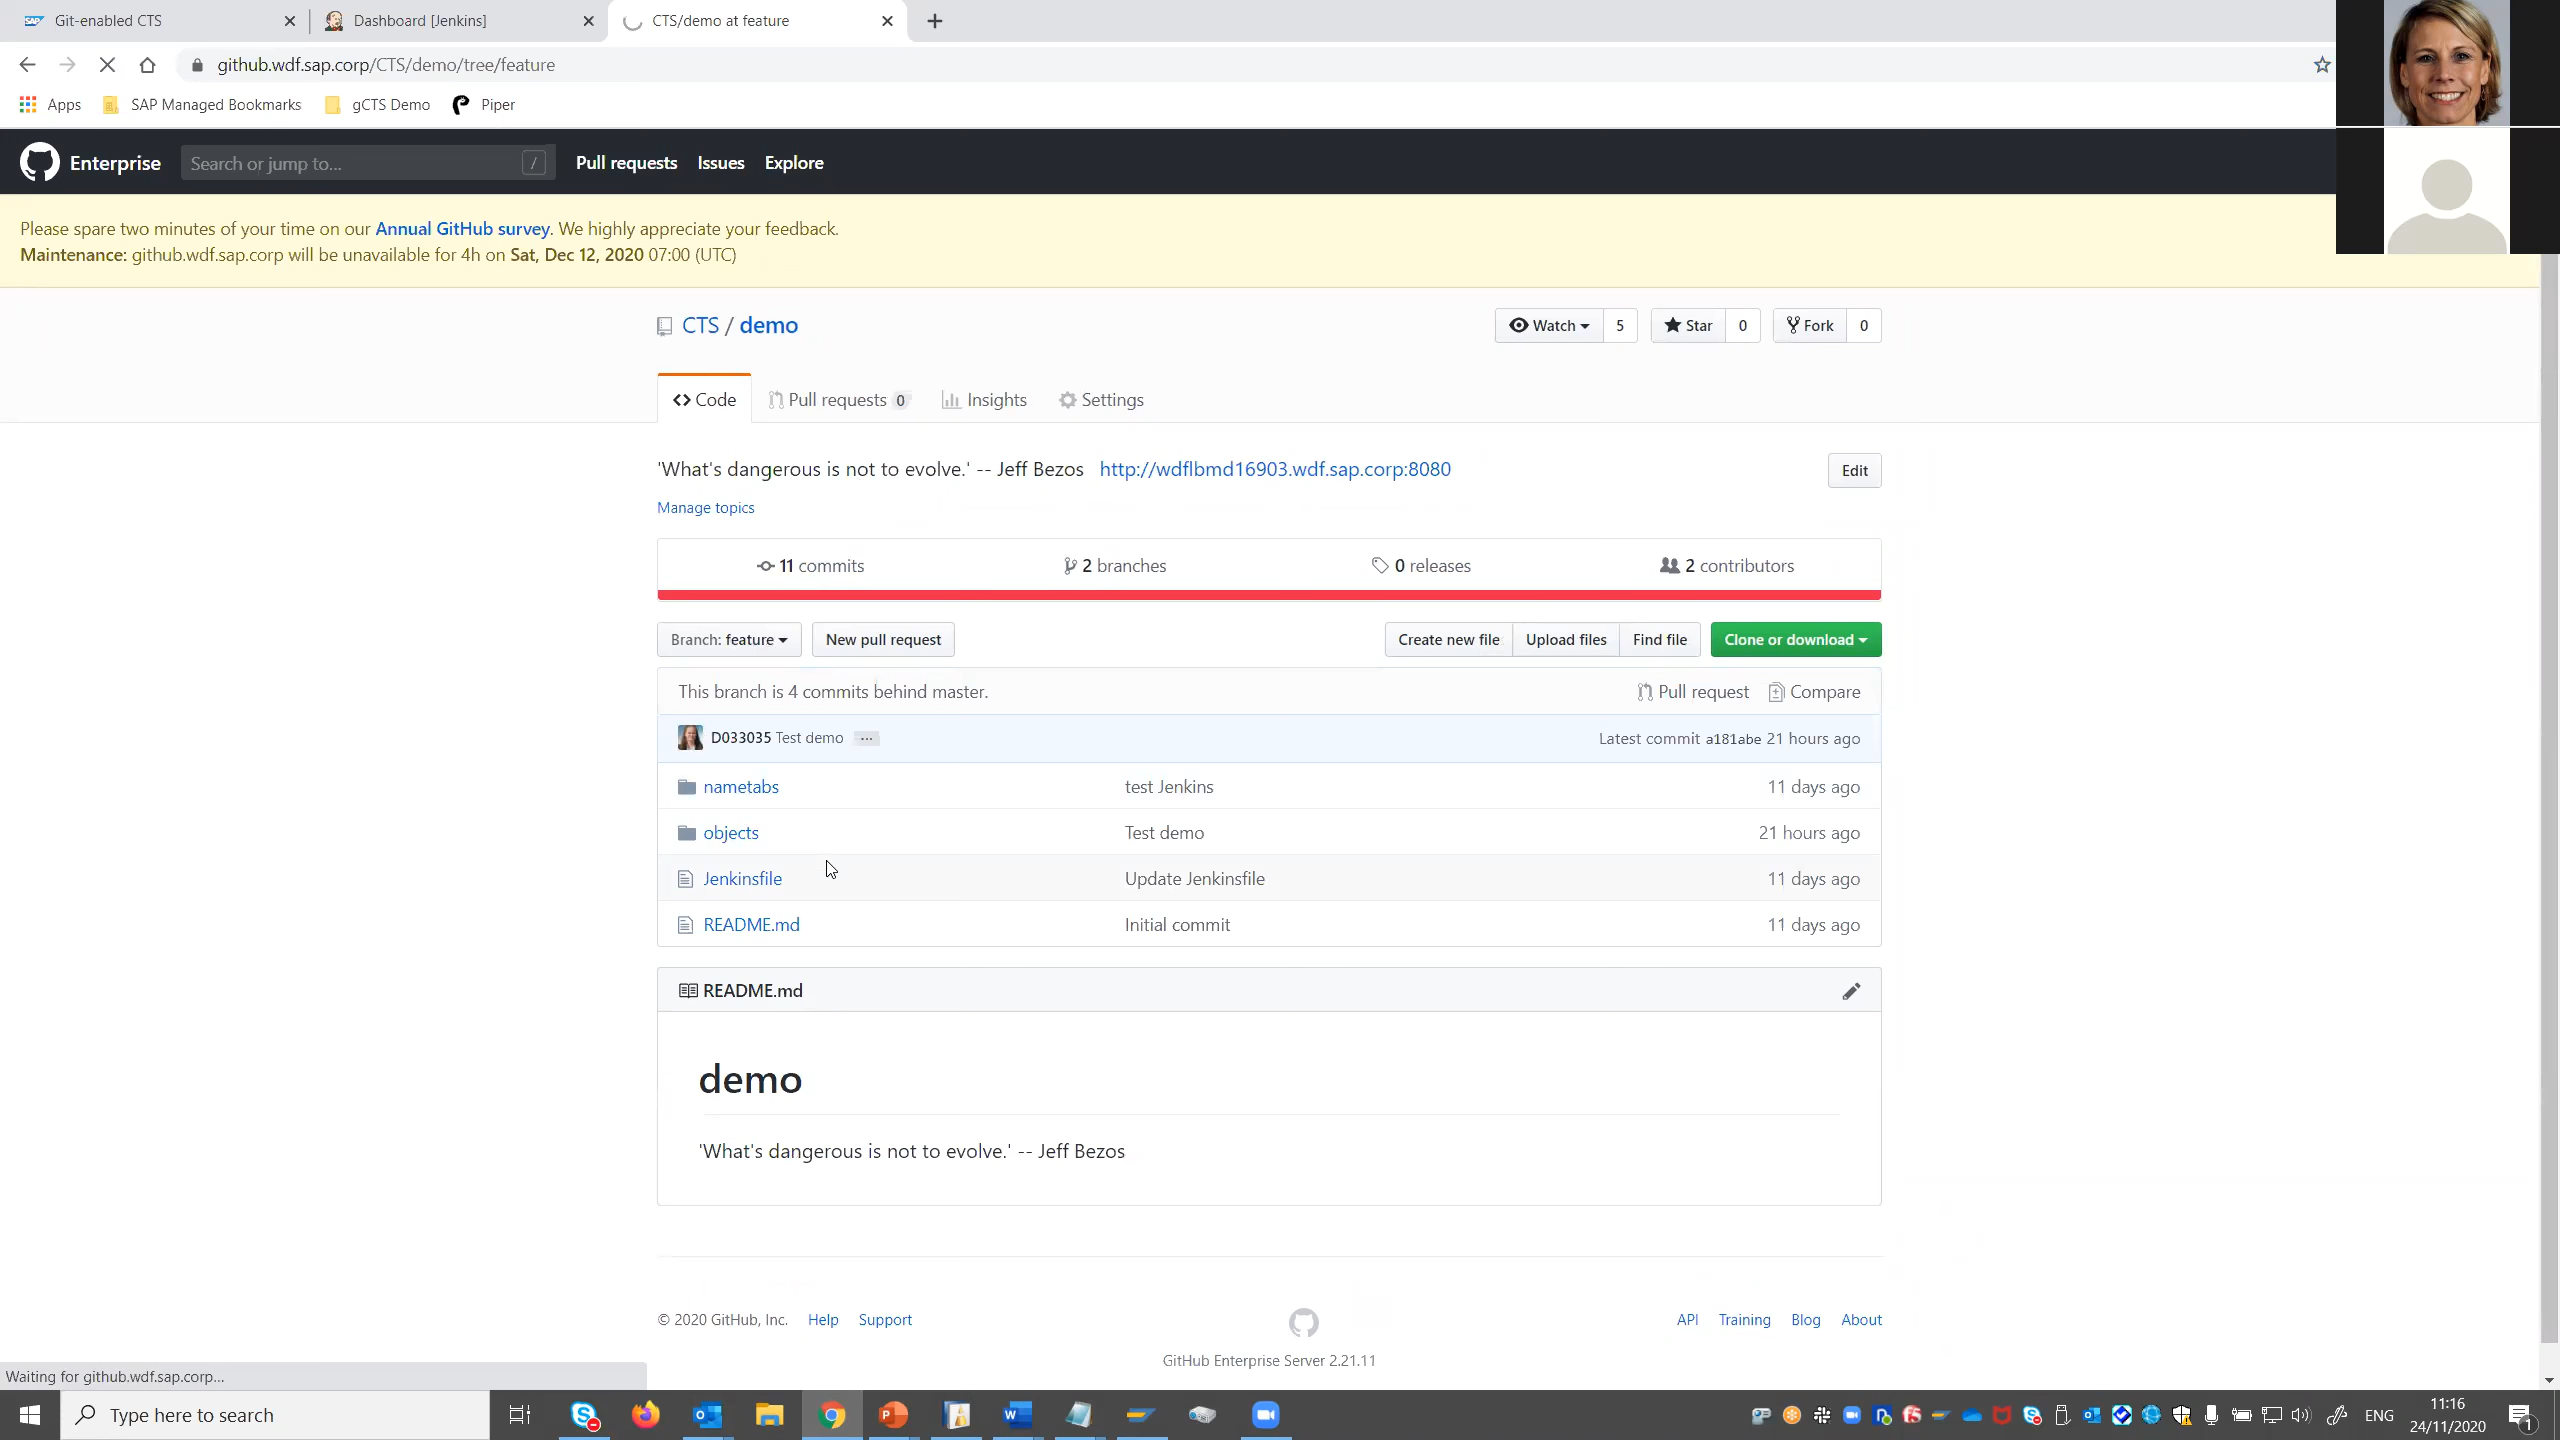 Git-enabled CTS
Dashboard [Jenkins]
CTS/demo at feature
github.wdf.sap.corp/CTS/demo/tree/feature
Apps
SAP Managed Bookmarks
gCTS Demo
Piper
Enterprise
Search or jump to...
/
Pull requests
Issues
Explore
Please spare two minutes of your time on our Annual GitHub survey. We highly appreciate your feedback.
Maintenance: github.wdf.sap.corp will be unavailable for 4h on Sat, Dec 12, 2020 07:00 (UTC)
CTS / demo
Watch 5
Star 0
Fork 0
Code
Pull requests 0
Insights
Settings
'What's dangerous is not to evolve.' -- Jeff Bezos http://wdflbmd16903.wdf.sap.corp:8080
Edit
Manage topics
11 commits
2 branches
0 releases
2 contributors
Branch: feature
New pull request
Create new file
Upload files
Find file
Clone or download
This branch is 4 commits behind master.
Pull request
Compare
D033035 Test demo ...
Latest commit a181abe 21 hours ago
nametabs test Jenkins 11 days ago
objects Test demo 21 hours ago
Jenkinsfile Update Jenkinsfile 11 days ago
README.md Initial commit 11 days ago
README.md
demo
'What's dangerous is not to evolve.' -- Jeff Bezos
© 2020 GitHub, Inc.
Help
Support
API
Training
Blog
About
GitHub Enterprise Server 2.21.11
Waiting for github.wdf.sap.corp...
Type here to search
ENG
11:16
24/11/2020
1